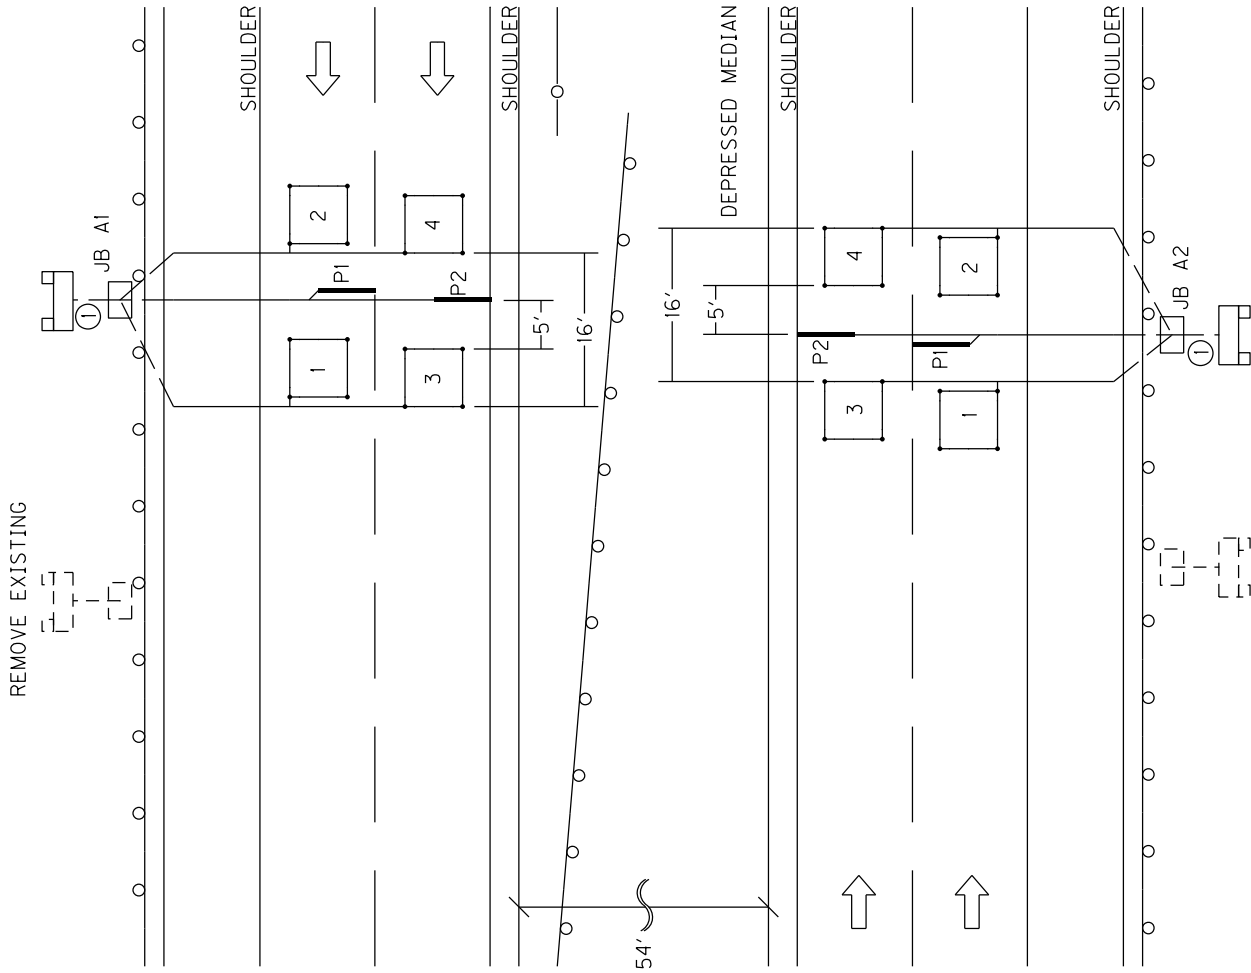 REMOVE EXISTING
JB A1
1
SHOULDER
2
4
P1
P2
1
3
5'
16'
SHOULDER
DEPRESSED MEDIAN
SHOULDER
54'
16'
5'
4
2
P2
P1
3
1
SHOULDER
JB A2
1